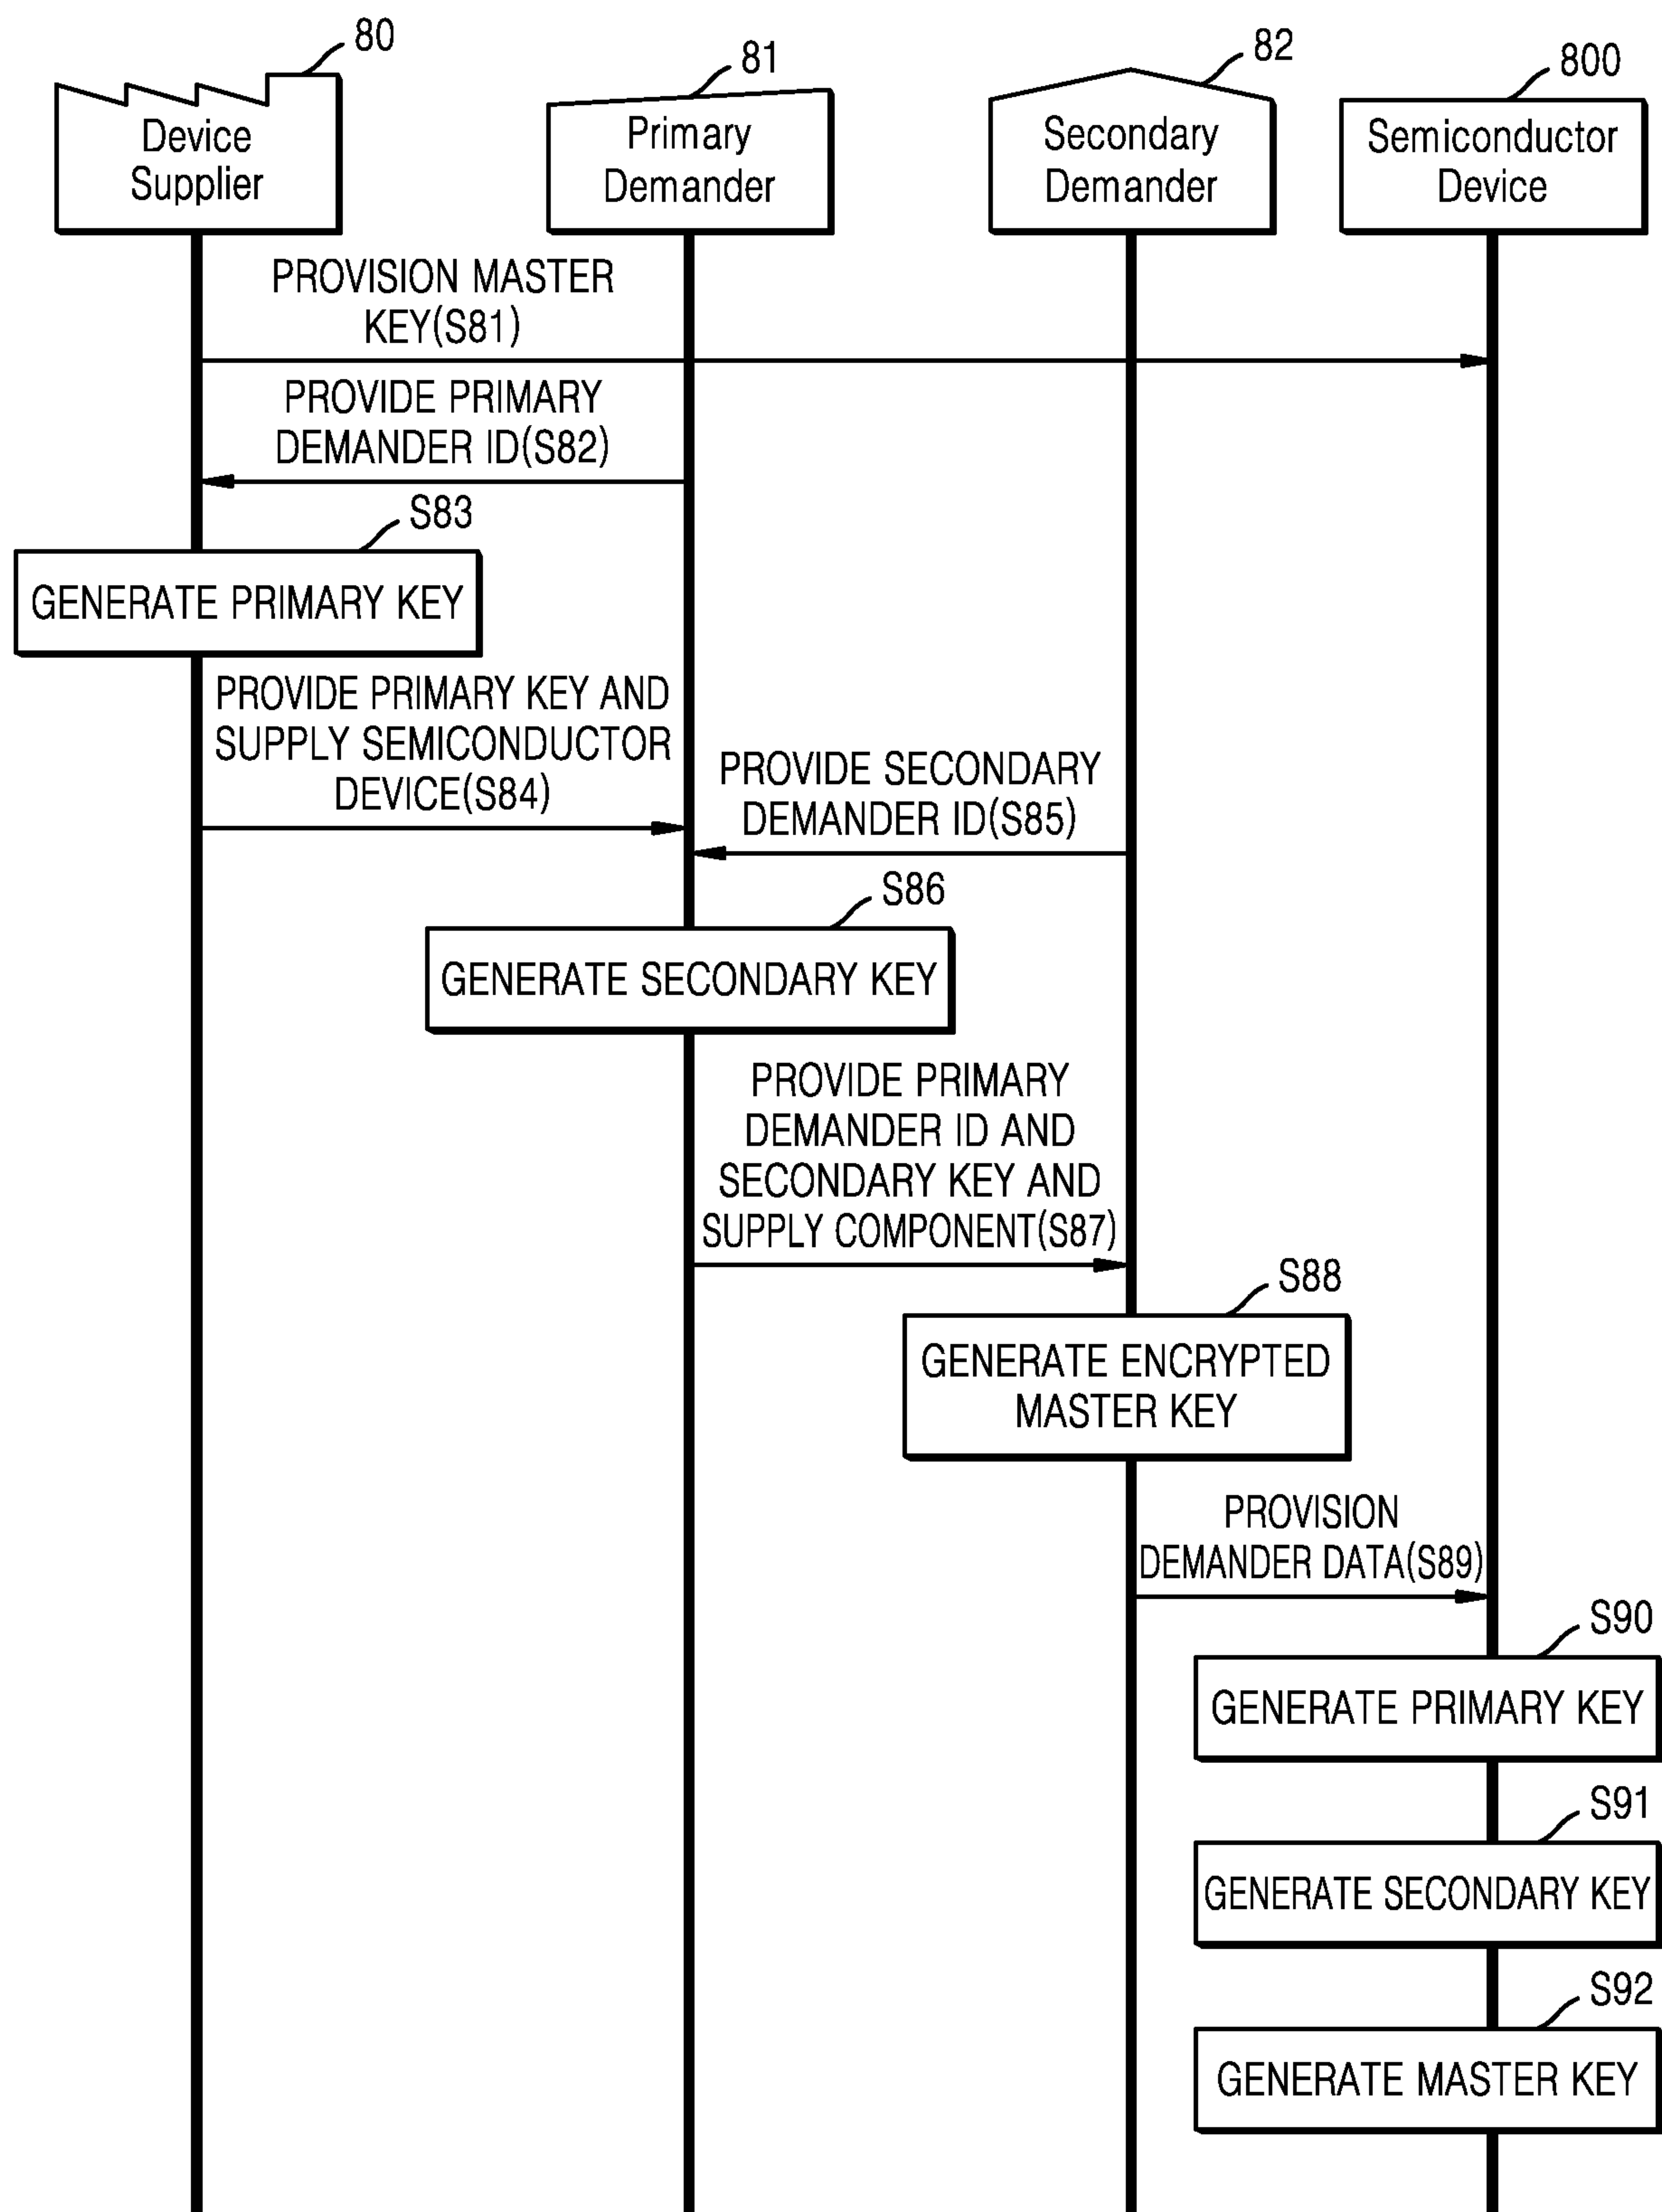 80
81
82
800
Device
Supplier
Primary
Demander
Secondary
Demander
Semiconductor
Device
PROVISION MASTER
KEY(S81)
PROVIDE PRIMARY
DEMANDER ID(S82)
S83
GENERATE PRIMARY KEY
PROVIDE PRIMARY KEY AND
SUPPLY SEMICONDUCTOR
DEVICE(S84)
PROVIDE SECONDARY
DEMANDER ID(S85)
S86
GENERATE SECONDARY KEY
PROVIDE PRIMARY
DEMANDER ID AND
SECONDARY KEY AND
SUPPLY COMPONENT(S87)
S88
GENERATE ENCRYPTED
MASTER KEY
PROVISION
DEMANDER DATA(S89)
S90
GENERATE PRIMARY KEY
S91
GENERATE SECONDARY KEY
S92
GENERATE MASTER KEY